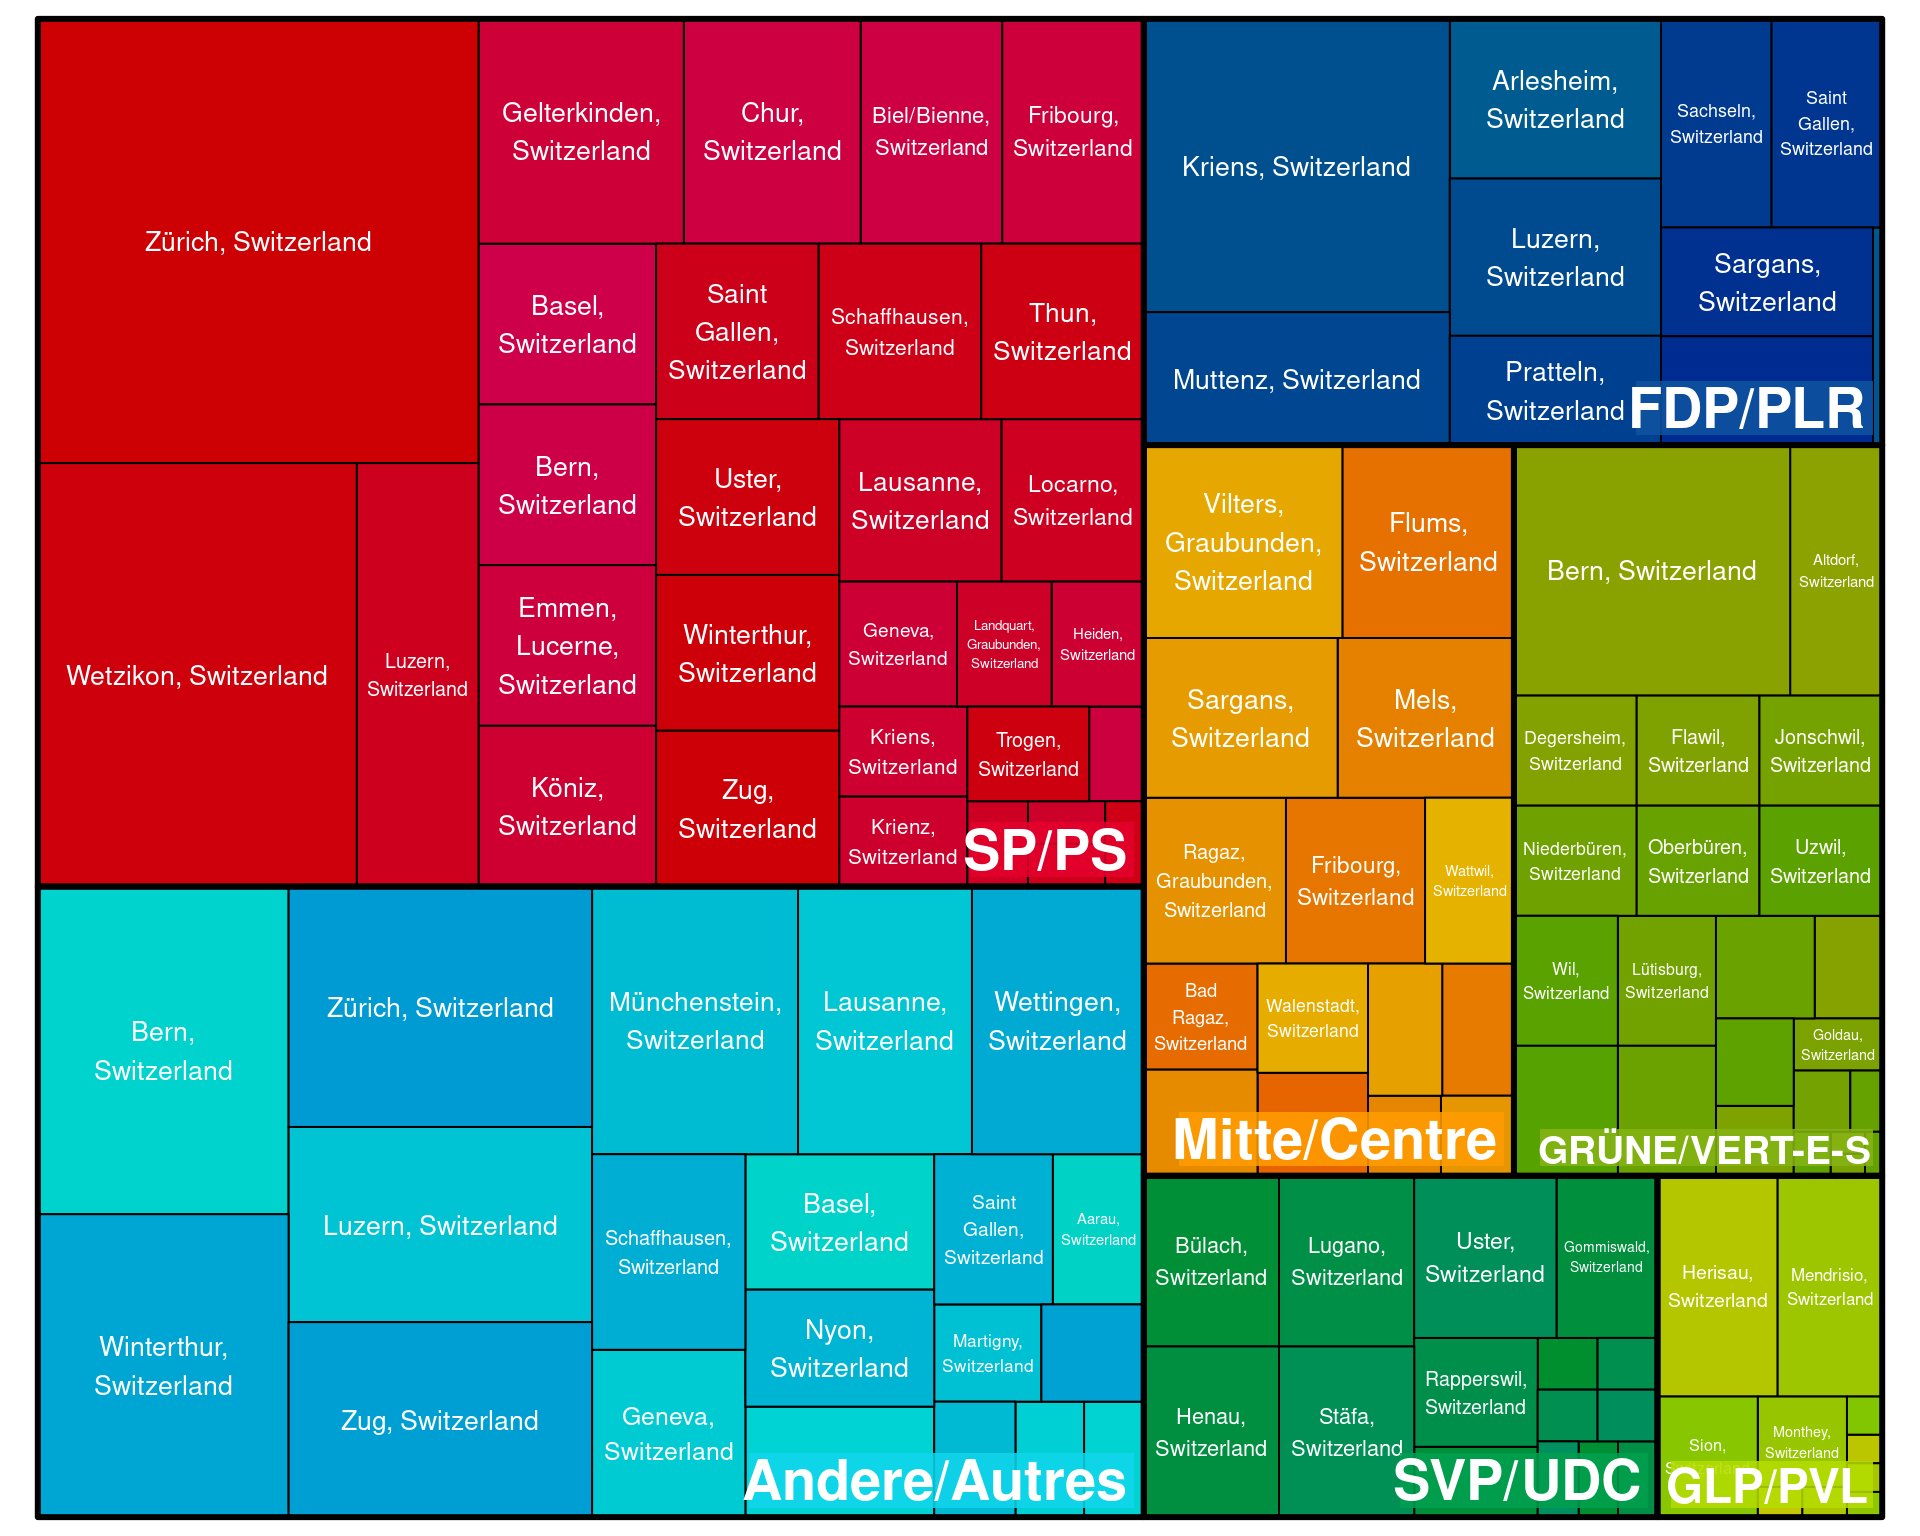 Zürich, Switzerland
Gelterkinden,
Switzerland
Chur,
Switzerland
Biel/Bienne,
Switzerland
Fribourg,
Switzerland
Basel,
Switzerland
Saint
Gallen,
Switzerland
Schaffhausen,
Switzerland
Thun,
Switzerland
Bern,
Switzerland
Uster,
Switzerland
Lausanne,
Switzerland
Locarno,
Switzerland
Wetzikon, Switzerland
Luzern,
Switzerland
Emmen,
Lucerne,
Switzerland
Winterthur,
Switzerland
Geneva,
Switzerland
Landquart,
Graubunden,
Switzerland
Heiden,
Switzerland
Köniz,
Switzerland
Zug,
Switzerland
Kriens,
Switzerland
Trogen,
Switzerland
Krienz,
Switzerland
SP/PS
Kriens, Switzerland
Arlesheim,
Switzerland
Sachseln,
Switzerland
Saint
Gallen,
Switzerland
Luzern,
Switzerland
Sargans,
Switzerland
Muttenz, Switzerland
Pratteln,
Switzerland
FDP/PLR
Vilters,
Graubunden,
Switzerland
Flums,
Switzerland
Sargans,
Switzerland
Mels,
Switzerland
Ragaz,
Graubunden,
Switzerland
Fribourg,
Switzerland
Wattwil,
Switzerland
Bad
Ragaz,
Switzerland
Walenstadt,
Switzerland
Mitte/Centre
Bern, Switzerland
Altdorf,
Switzerland
Degersheim,
Switzerland
Flawil,
Switzerland
Jonschwil,
Switzerland
Niederbüren,
Switzerland
Oberbüren,
Switzerland
Uzwil,
Switzerland
Wil,
Switzerland
Lütisburg,
Switzerland
Goldau,
Switzerland
GRÜNE/VERT-E-S
Bern,
Switzerland
Zürich, Switzerland
Münchenstein,
Switzerland
Lausanne,
Switzerland
Wettingen,
Switzerland
Luzern, Switzerland
Schaffhausen,
Switzerland
Basel,
Switzerland
Saint
Gallen,
Switzerland
Aarau,
Switzerland
Winterthur,
Switzerland
Nyon,
Switzerland
Martigny,
Switzerland
Zug, Switzerland
Geneva,
Switzerland
Andere/Autres
Bülach,
Switzerland
Lugano,
Switzerland
Uster,
Switzerland
Gommiswald,
Switzerland
Henau,
Switzerland
Stäfa,
Switzerland
Rapperswil,
Switzerland
SVP/UDC
Herisau,
Switzerland
Mendrisio,
Switzerland
Sion,
Switzerland
Monthey,
Switzerland
GLP/PVL